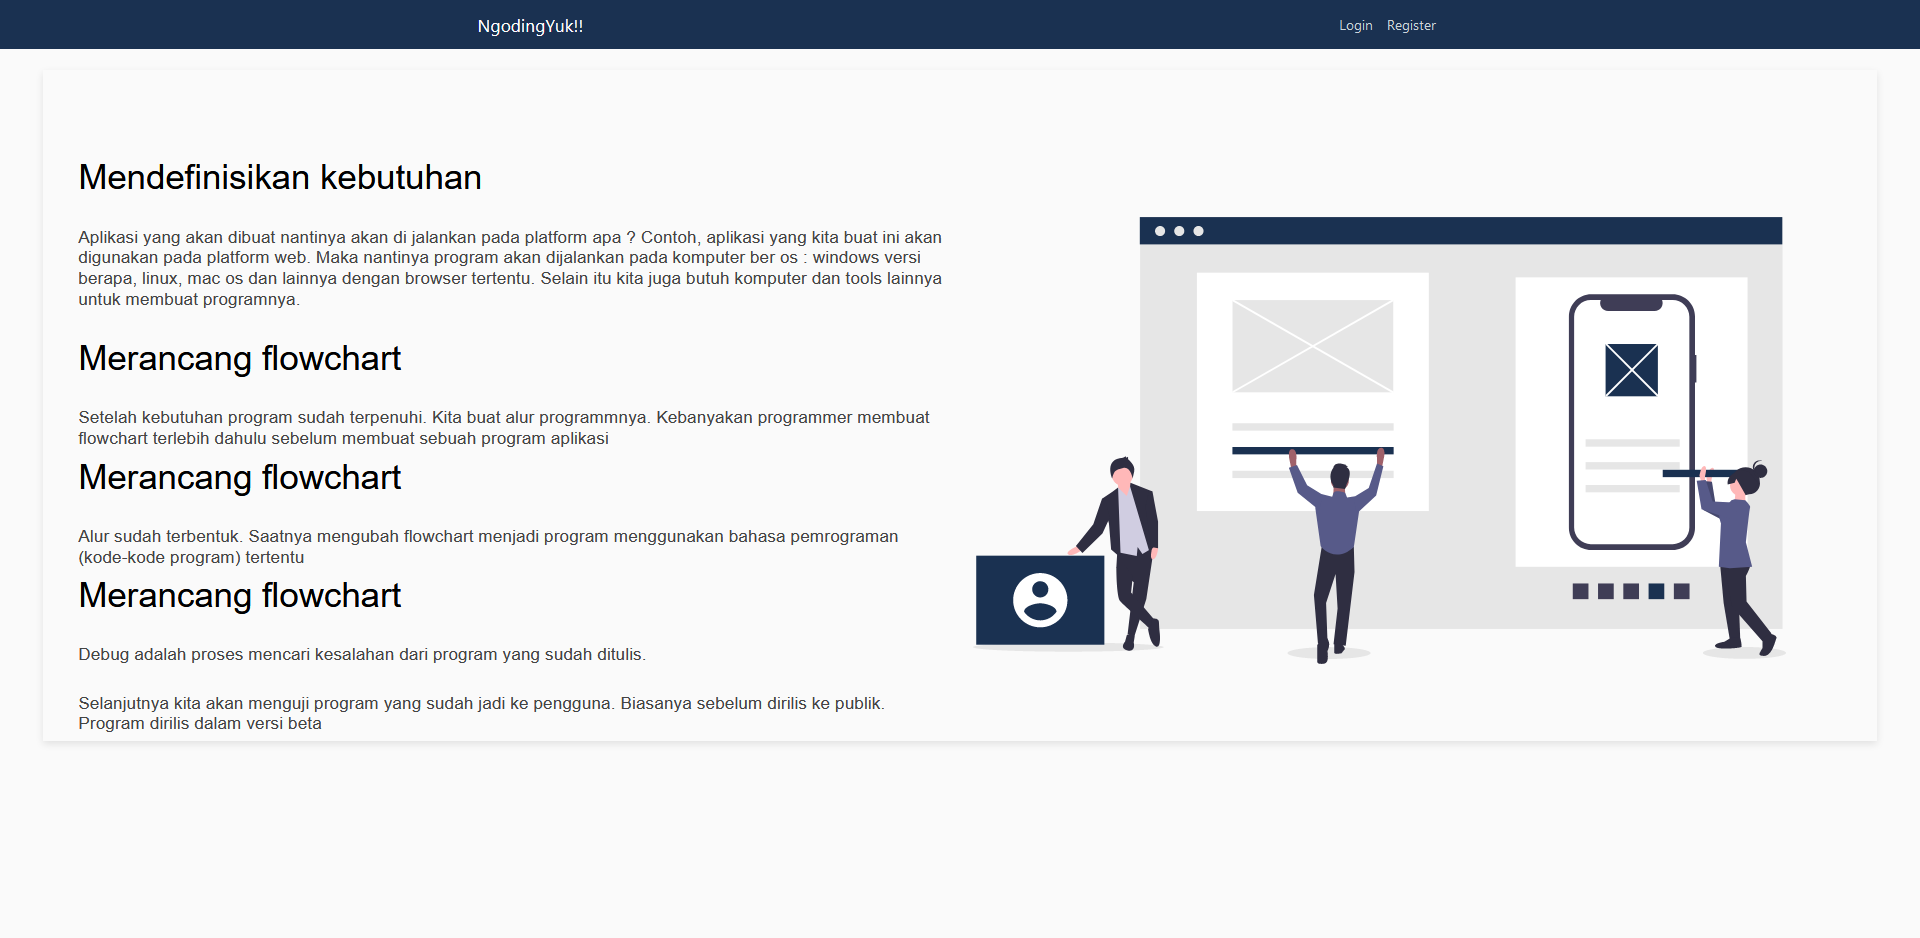 NgodingYuk!!
Login Register
Mendefinisikan kebutuhan
Aplikasi yang akan dibuat nantinya akan di jalankan pada platform apa ? Contoh, aplikasi yang kita buat ini akan
digunakan pada platform web. Maka nantinya program akan dijalankan pada komputer ber os : windows versi
berapa, linux, mac os dan lainnya dengan browser tertentu. Selain itu kita juga butuh komputer dan tools lainnya
untuk membuat programnya.
Merancang flowchart
Setelah kebutuhan program sudah terpenuhi. Kita buat alur programmnya. Kebanyakan programmer membuat
flowchart terlebih dahulu sebelum membuat sebuah program aplikasi
Merancang flowchart
Alur sudah terbentuk. Saatnya mengubah flowchart menjadi program menggunakan bahasa pemrograman
(kode-kode program) tertentu
Merancang flowchart
Debug adalah proses mencari kesalahan dari program yang sudah ditulis.
Selanjutnya kita akan menguji program yang sudah jadi ke pengguna. Biasanya sebelum dirilis ke publik.
Program dirilis dalam versi beta